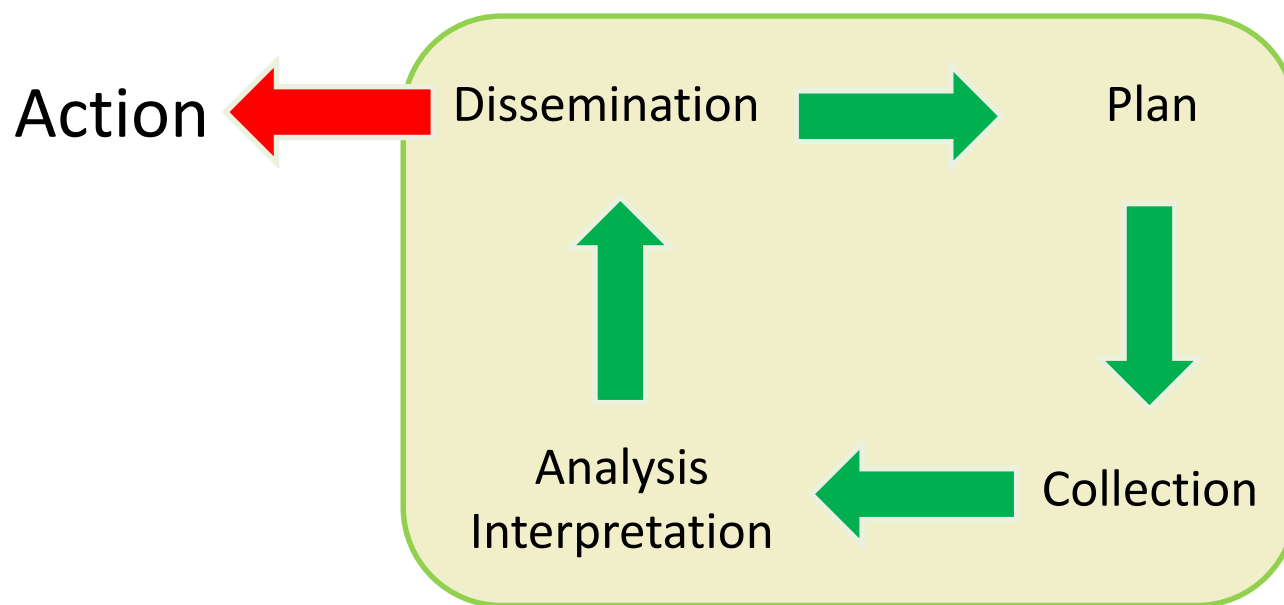 Action
Dissemination
Plan
Analysis
Interpretation
Collection